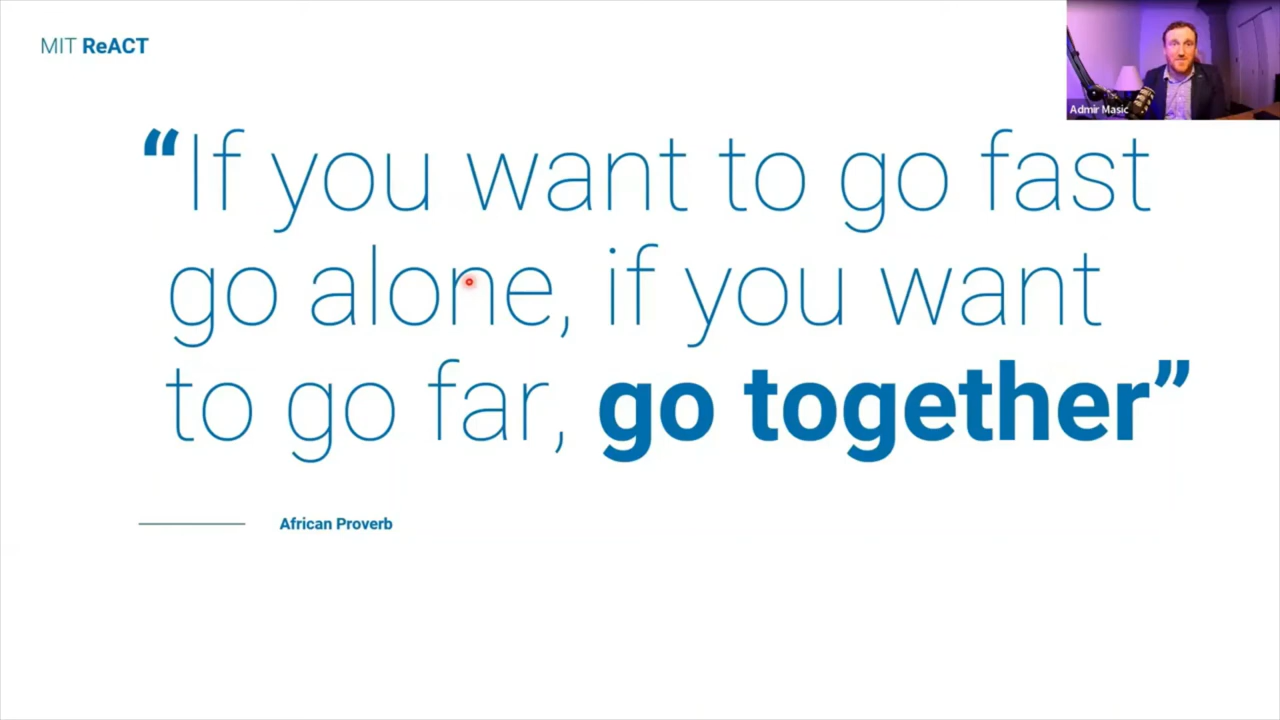 MIT ReACT
Admir Masic
“If you want to go fast
go alone, if you want
to go far, go together”
African Proverb